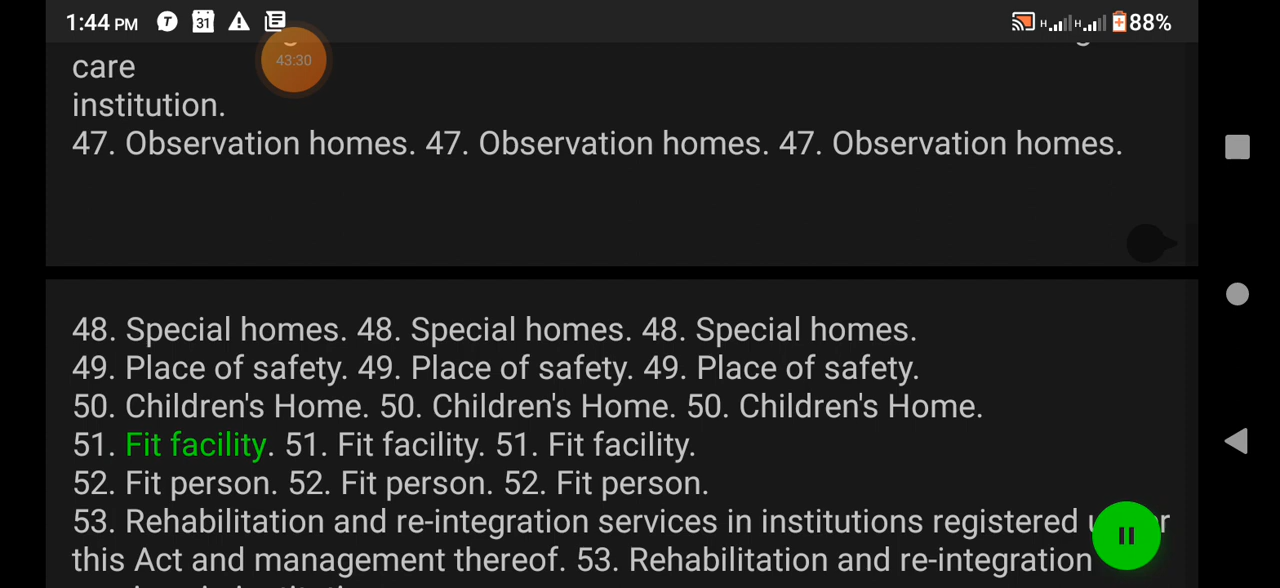 1:44 PM T 31 H H 88%
43:30
care
institution.
47. Observation homes. 47. Observation homes. 47. Observation homes.
48. Special homes. 48. Special homes. 48. Special homes.
49. Place of safety. 49. Place of safety. 49. Place of safety.
50. Children's Home. 50. Children's Home. 50. Children's Home.
51. Fit facility. 51. Fit facility. 51. Fit facility.
52. Fit person. 52. Fit person. 52. Fit person.
53. Rehabilitation and re-integration services in institutions registered
this Act and management thereof. 53. Rehabilitation and re-integration